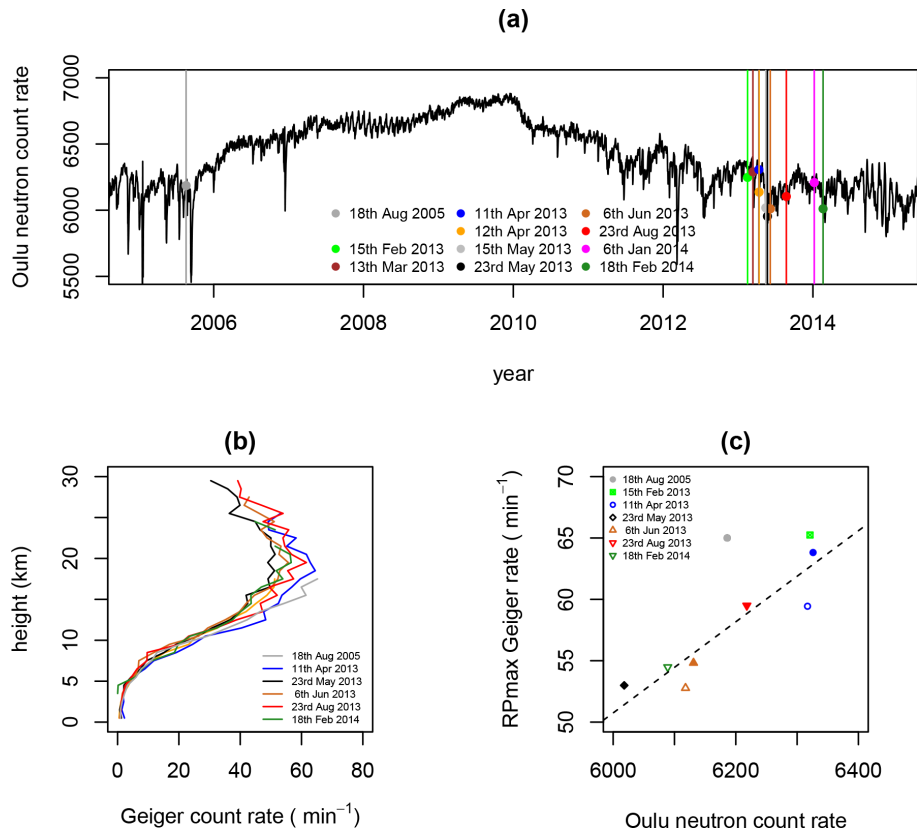 (a)
Oulu neutron count rate
7000
6500
6000
5500
18th Aug 2005
11th Apr 2013
6th Jun 2013
12th Apr 2013
23rd Aug 2013
15th Feb 2013
15th May 2013
6th Jan 2014
13th Mar 2013
23rd May 2013
18th Feb 2014
2006 2008 2010 2012 2014
year
(b)
height (km)
30
25
20
15
10
5
0
18th Aug 2005
11th Apr 2013
23rd May 2013
6th Jun 2013
23rd Aug 2013
18th Feb 2014
0 20 40 60 80
Geiger count rate ( min⁻¹)
(c)
RPmax Geiger rate ( min⁻¹)
70
65
60
55
50
18th Aug 2005
15th Feb 2013
11th Apr 2013
23rd May 2013
6th Jun 2013
23rd Aug 2013
18th Feb 2014
6000 6200 6400
Oulu neutron count rate